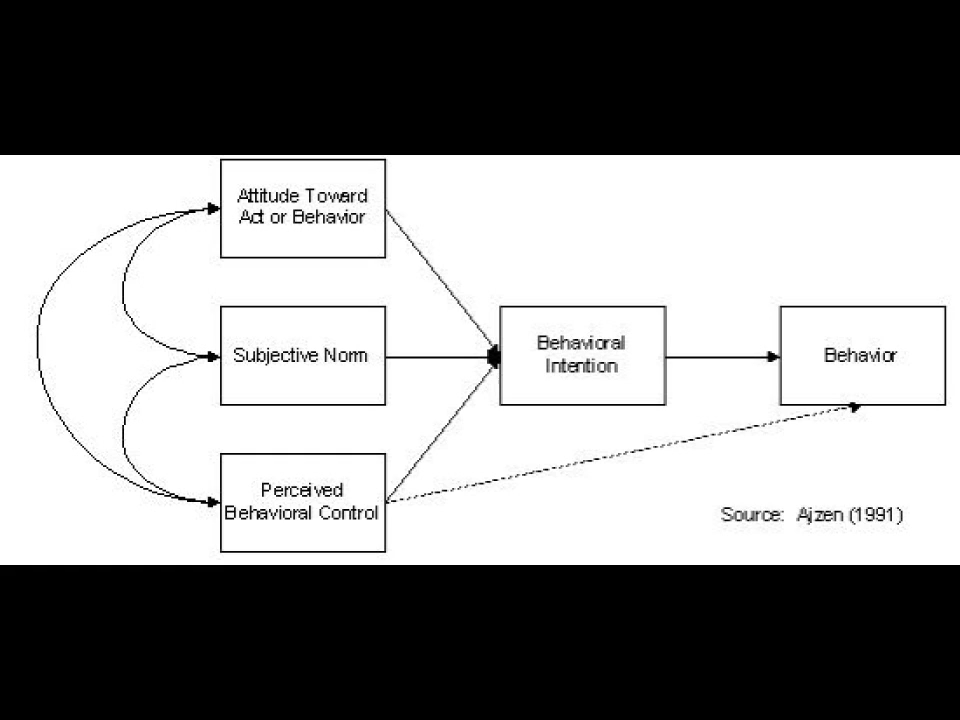 Attitude Toward
Act or Behavior
Subjective Norm
Behavioral
Intention
Behavior
Perceived
Behavioral Control
Source: Ajzen (1991)